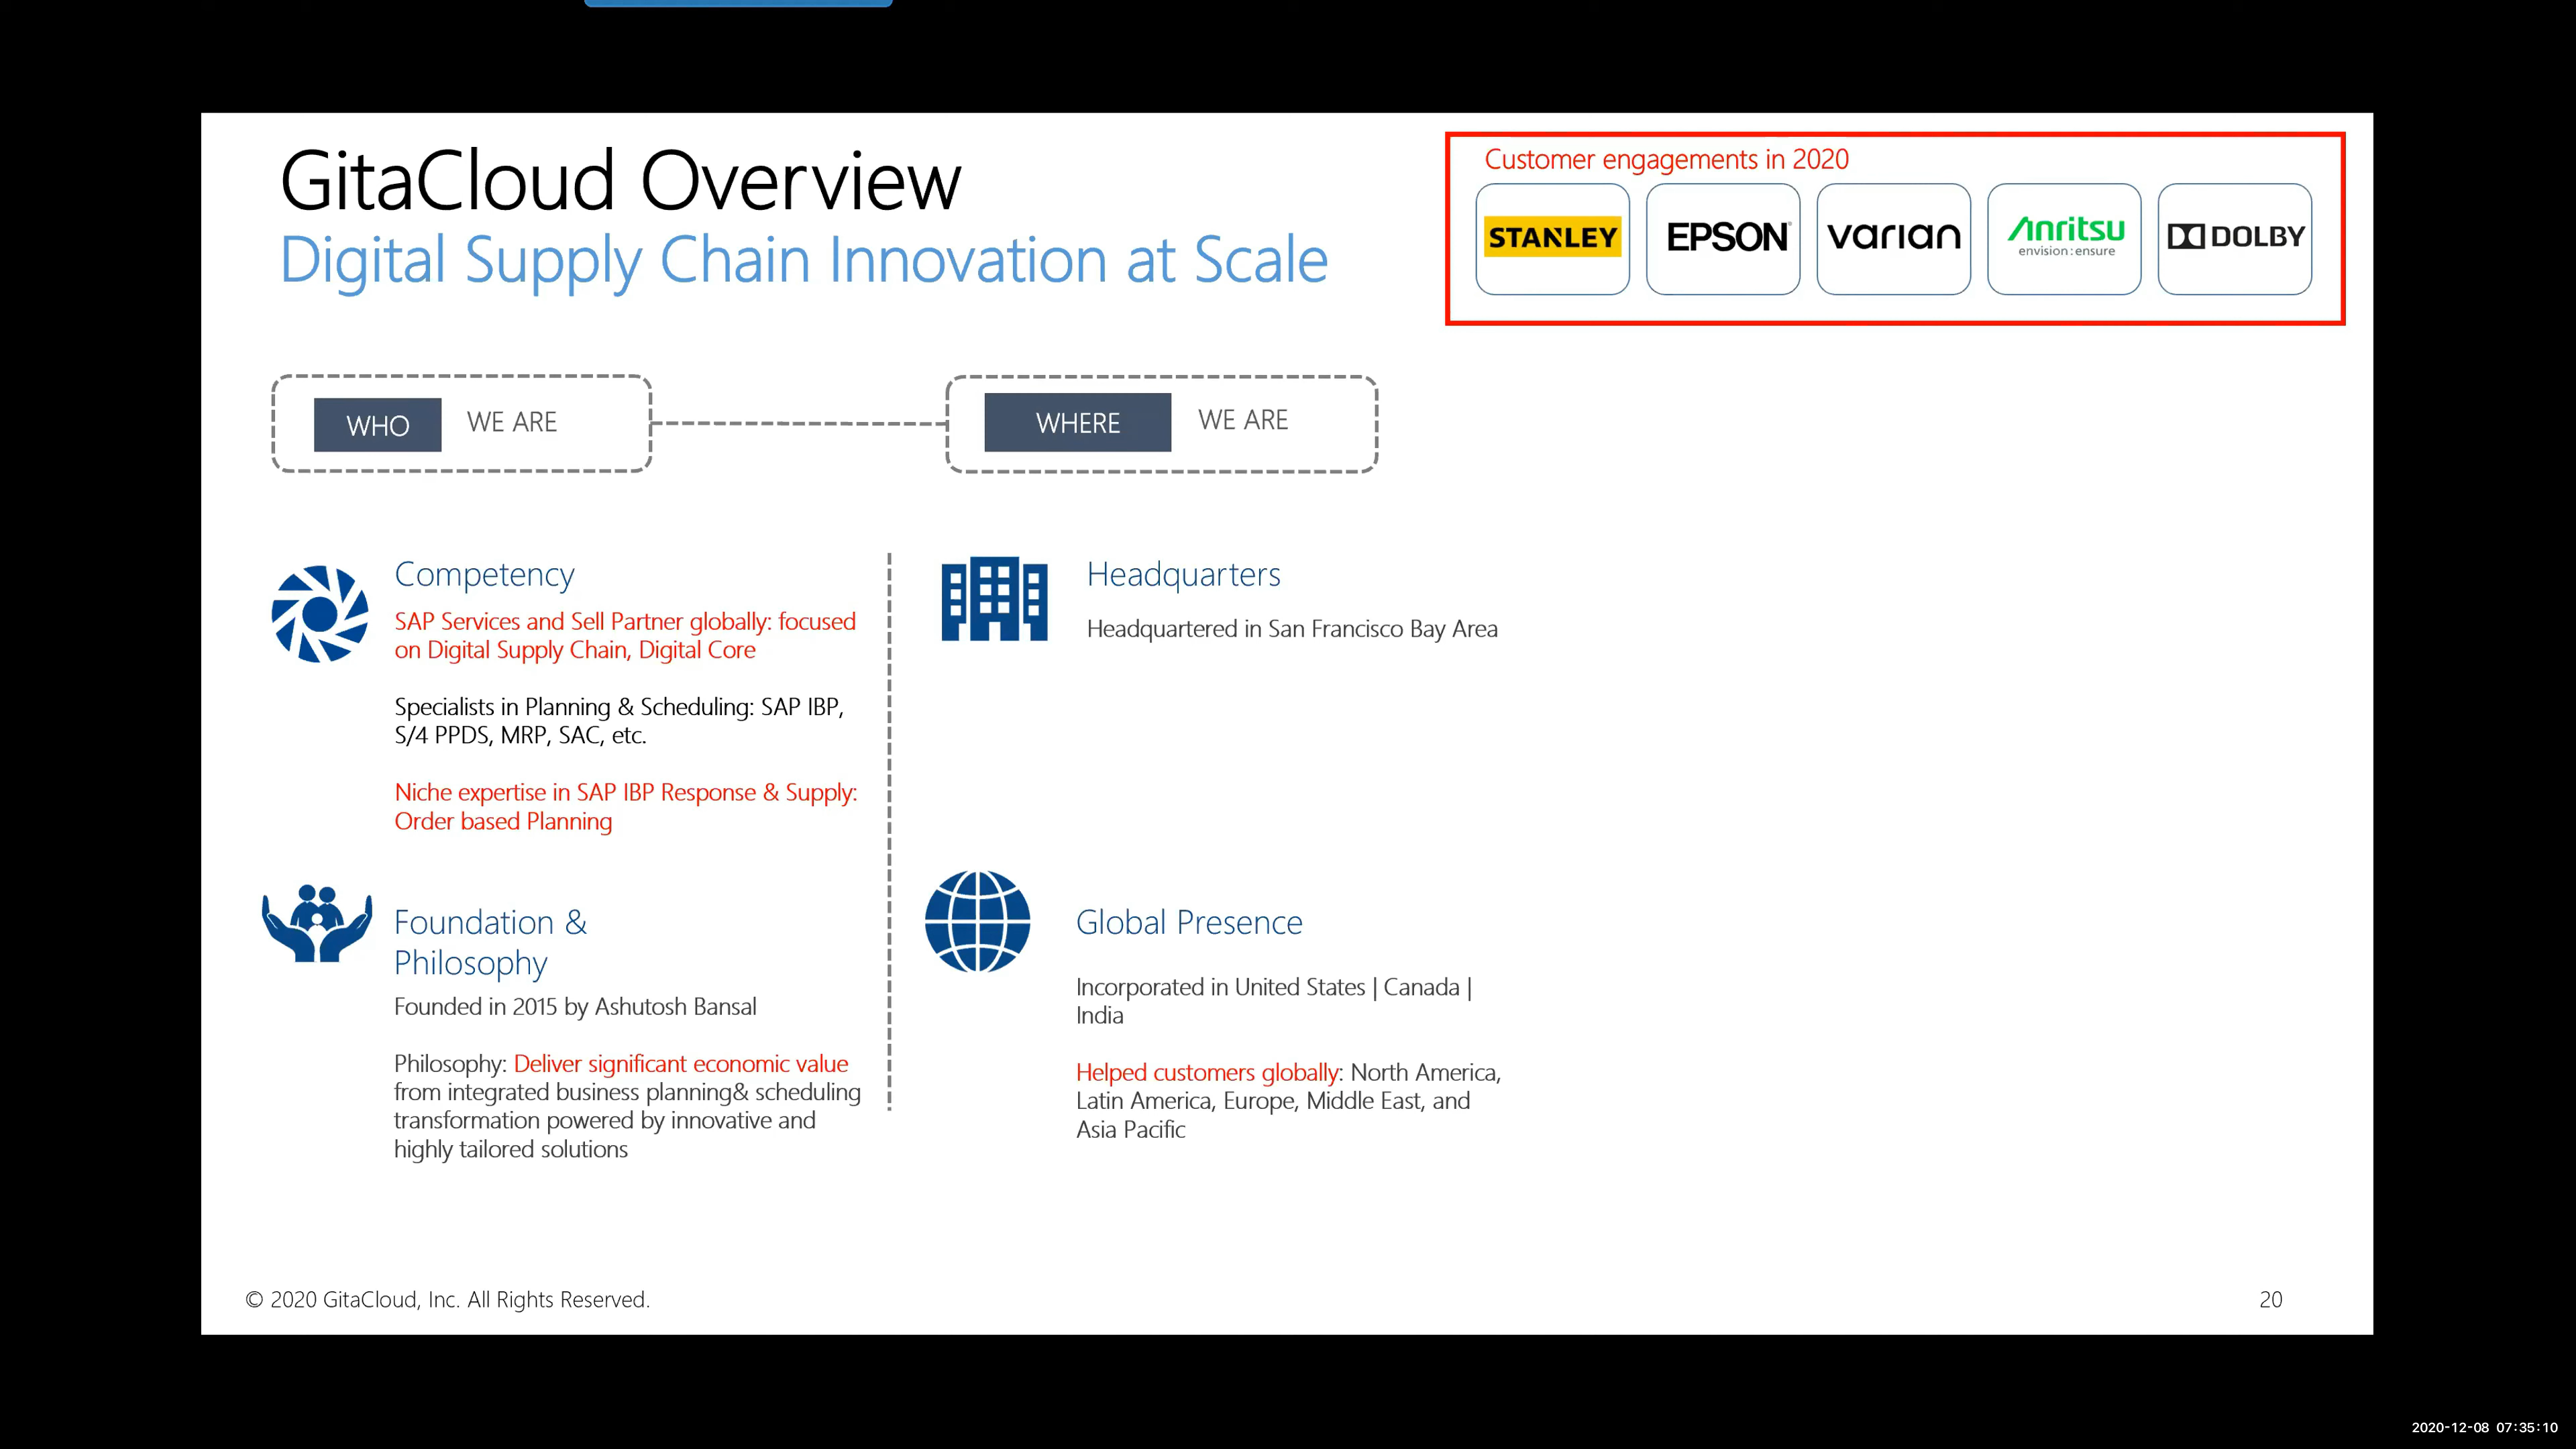 GitaCloud Overview
Digital Supply Chain Innovation at Scale
Customer engagements in 2020
STANLEY
EPSON
varian
Anritsu
envision : ensure
DOLBY
WHO WE ARE
WHERE WE ARE
Competency
SAP Services and Sell Partner globally: focused
on Digital Supply Chain, Digital Core
Specialists in Planning & Scheduling: SAP IBP,
S/4 PPDS, MRP, SAC, etc.
Niche expertise in SAP IBP Response & Supply:
Order based Planning
Foundation &
Philosophy
Founded in 2015 by Ashutosh Bansal
Philosophy: Deliver significant economic value
from integrated business planning& scheduling
transformation powered by innovative and
highly tailored solutions
Headquarters
Headquartered in San Francisco Bay Area
Global Presence
Incorporated in United States | Canada |
India
Helped customers globally: North America,
Latin America, Europe, Middle East, and
Asia Pacific
© 2020 GitaCloud, Inc. All Rights Reserved.
20
2020-12-08 07:35:10